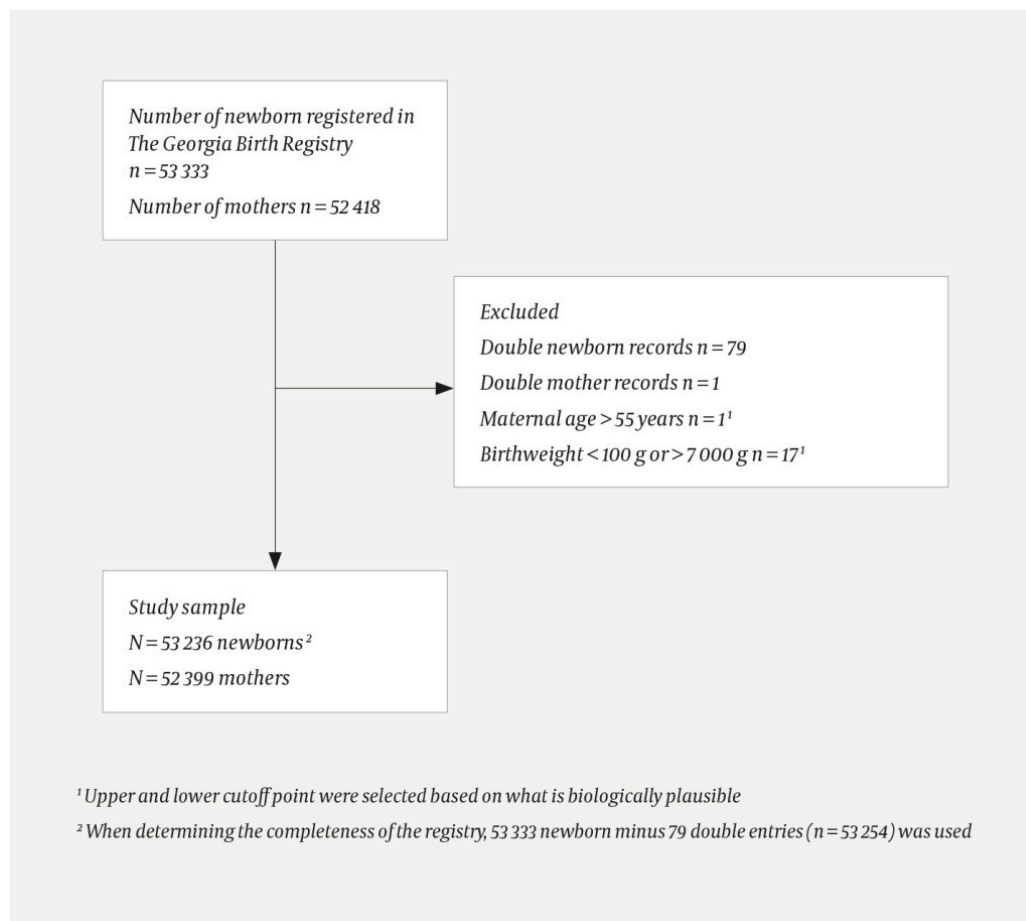 Number of newborn registered in
The Georgia Birth Registry
n = 53 333
Number of mothers n = 52 418
Excluded
Double newborn records n = 79
Double mother records n = 1
Maternal age > 55 years n = 1¹
Birthweight < 100 g or > 7 000 g n = 17¹
Study sample
N = 53 236 newborns²
N = 52 399 mothers
¹ Upper and lower cutoff point were selected based on what is biologically plausible
² When determining the completeness of the registry, 53 333 newborn minus 79 double entries (n = 53 254) was used